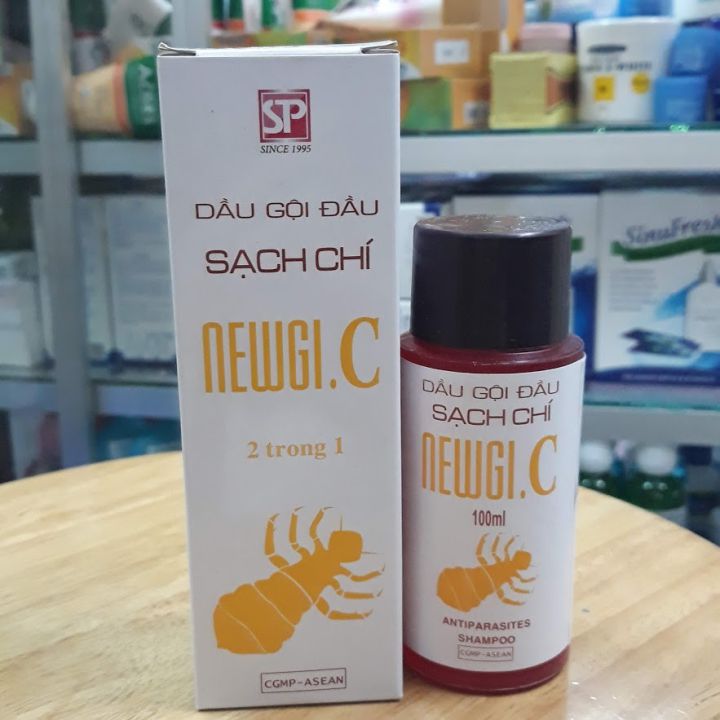 SP
SINCE 1995
DẦU GỘI ĐẦU
SẠCH CHÍ
NEWGI.C
2 trong 1
CGMP-ASEAN
DẦU GỘI ĐẦU
SẠCH CHÍ
NEWGI.C
100ml
ANTIPARASITES
SHAMPOO
CGMP-ASEAN
SinuFresh